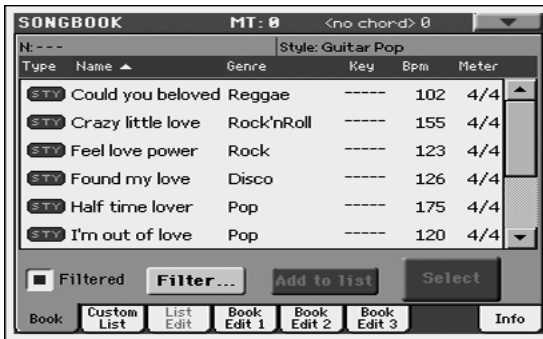 SONGBOOK MT: 0 <no chord> 0
N: - - - Style: Guitar Pop
Type Name Genre Key Bpm Meter
STY Could you beloved Reggae ----- 102 4/4
STY Crazy little love Rock'nRoll ----- 155 4/4
STY Feel love power Rock ----- 123 4/4
STY Found my love Disco ----- 126 4/4
STY Half time lover Pop ----- 175 4/4
STY I'm out of love Pop ----- 120 4/4
Filtered Filter... Add to list Select
Book Custom List List Edit Book Edit 1 Book Edit 2 Book Edit 3 Info